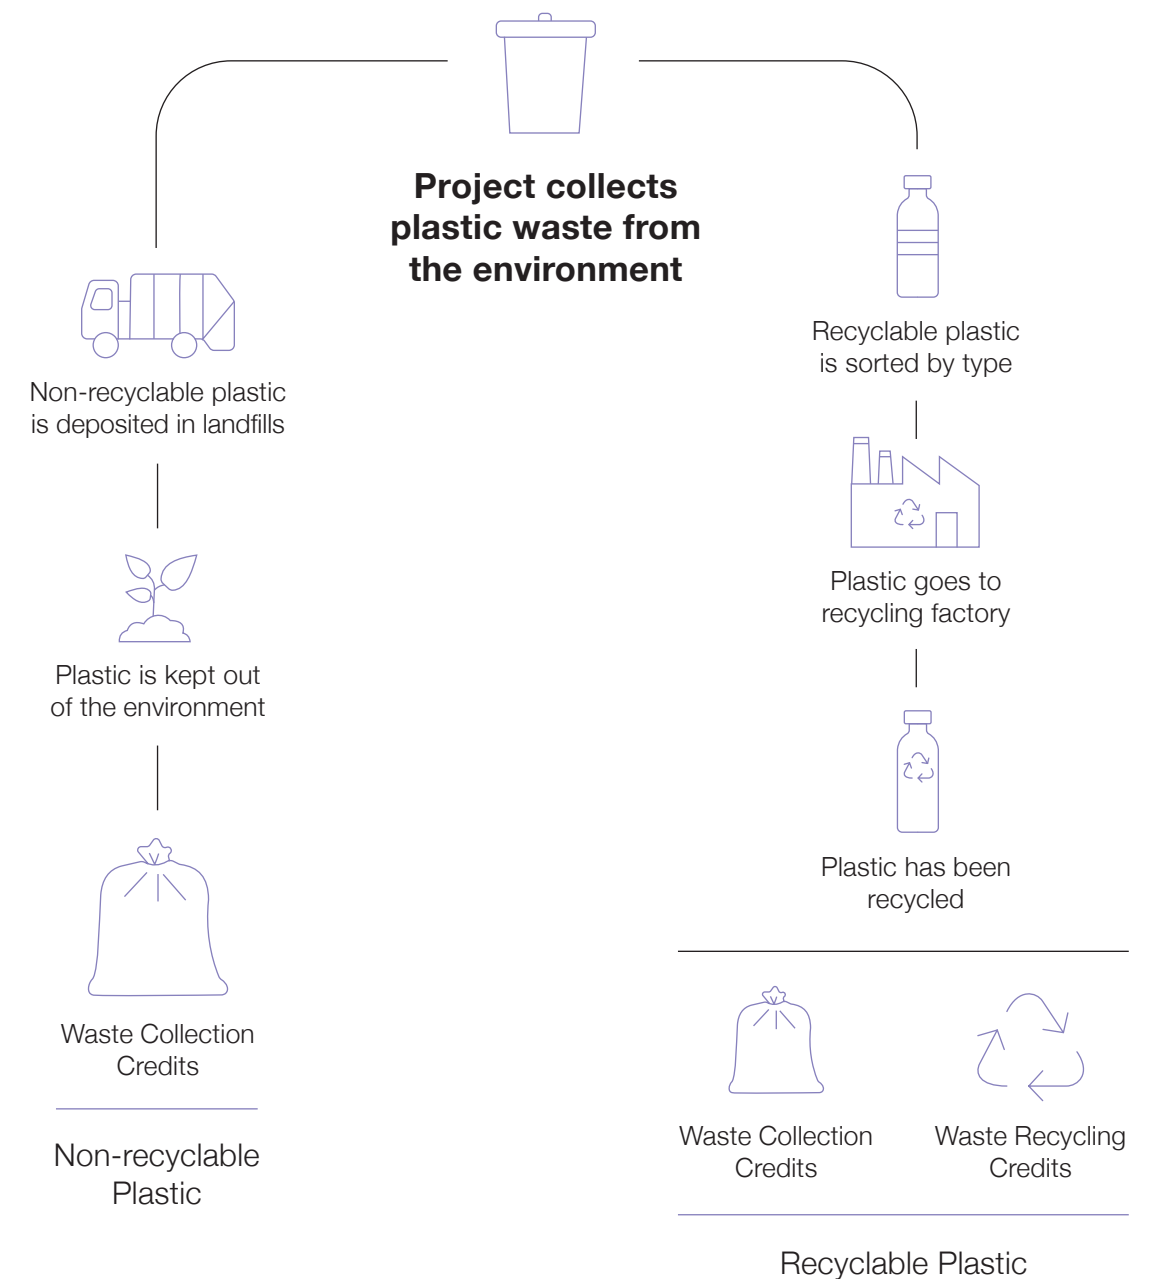 Project collects
plastic waste from
the environment
Non-recyclable plastic
is deposited in landfills
Plastic is kept out
of the environment
Waste Collection
Credits
Non-recyclable
Plastic
Recyclable plastic
is sorted by type
Plastic goes to
recycling factory
Plastic has been
recycled
Waste Collection
Credits
Waste Recycling
Credits
Recyclable Plastic